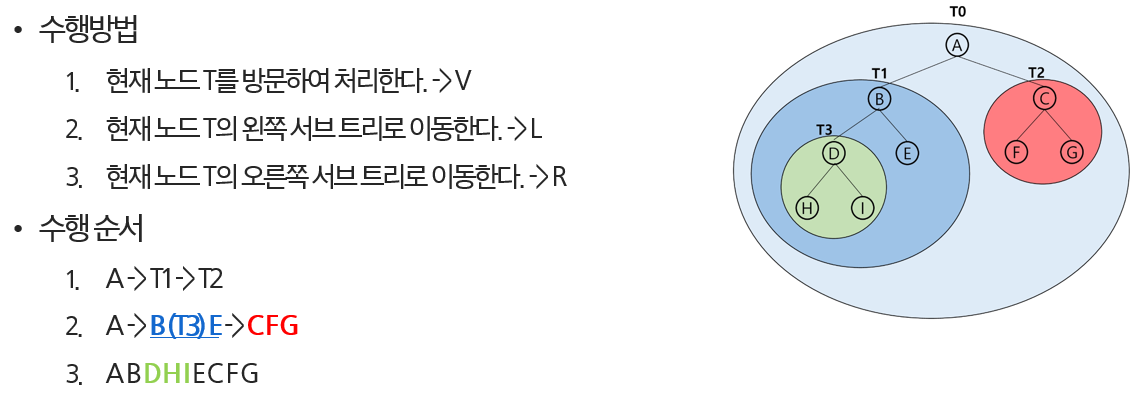 • 수행방법
1. 현재 노드 T를 방문하여 처리한다. -> V
2. 현재 노드 T의 왼쪽 서브 트리로 이동한다. -> L
3. 현재 노드 T의 오른쪽 서브 트리로 이동한다. -> R
• 수행 순서
1. A -> T1 -> T2
2. A -> B (T3) E -> CFG
3. A B DHI E C F G
T0
A
T1
T2
B
C
T3
D
E
F
G
H
I